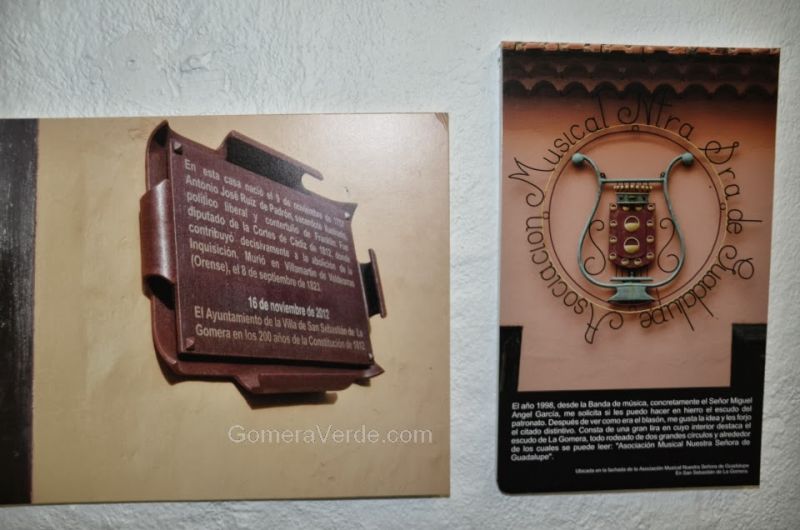 En esta casa nació el 9 de noviembre de 1757
Antonio José Ruiz de Padrón, sacerdote ilustrado,
político liberal y contertulio de Franklin. Fue
diputado de la Cortes de Cádiz de 1812, donde
contribuyó decisivamente a la abolición de la
Inquisición. Murió en Villamartín de Valdeorras
(Orense), el 8 de septiembre de 1823.
16 de noviembre de 2012
El Ayuntamiento de la Villa de San Sebastián de La
Gomera en los 200 años de la Constitución de 1812
GomeraVerde.com
Asociacion Musical Ntra Sra de Guadalupe
El año 1998, desde la Banda de música, concretamente el Señor Miguel
Angel García, me solicita si les puedo hacer en hierro el escudo del
patronato. Después de ver como era el blasón, me gusta la idea y les forjo
el citado distintivo. Consta de una gran lira en cuyo interior destaca el
escudo de La Gomera, todo rodeado de dos grandes círculos y alrededor
de los cuales se puede leer: "Asociación Musical Nuestra Señora de
Guadalupe".
Ubicada en la fachada de la Asociación Musical Nuestra Señora de Guadalupe
En San Sebastián de La Gomera.